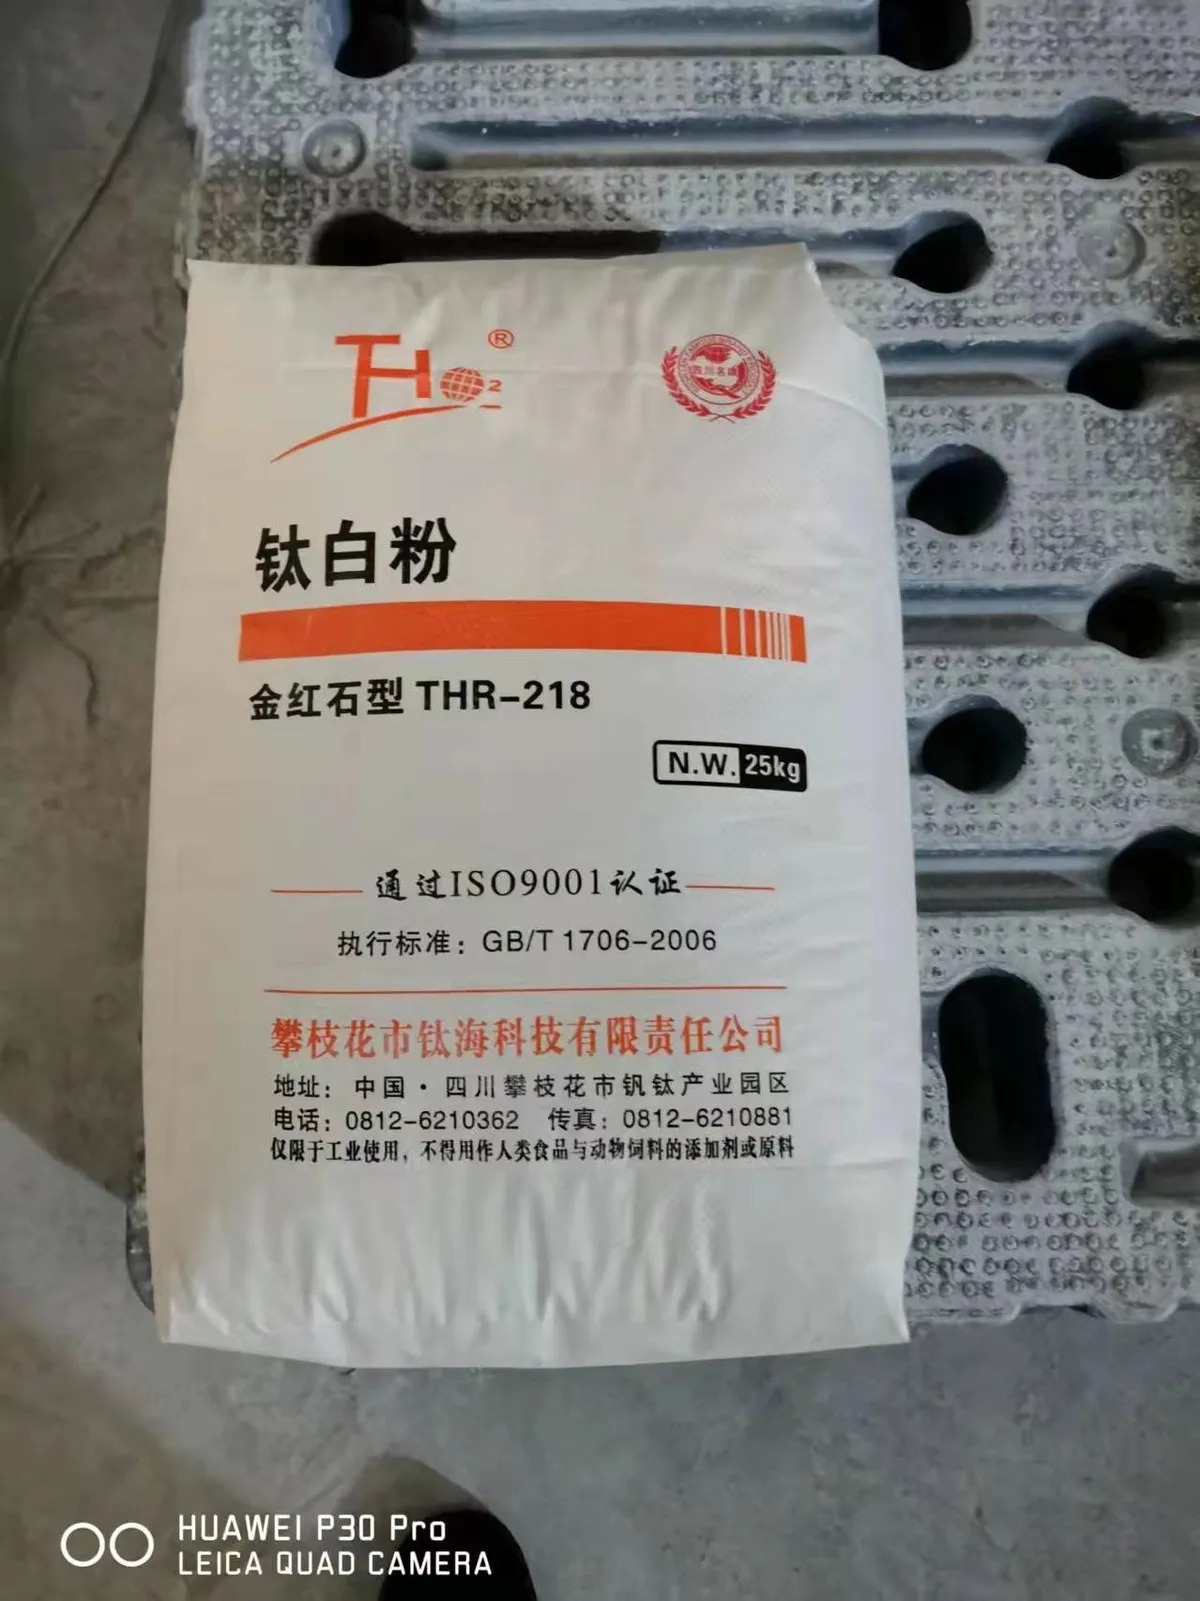 TH 2 ®
四川名牌
钛白粉
金红石型 THR-218
N.W. 25kg
通过ISO9001认证
执行标准：GB/T 1706-2006
攀枝花市钛海科技有限责任公司
地址：中国·四川攀枝花市钒钛产业园区
电话：0812-6210362 传真：0812-6210881
仅限于工业使用，不得用作人类食品与动物饲料的添加剂或原料
HUAWEI P30 Pro
LEICA QUAD CAMERA